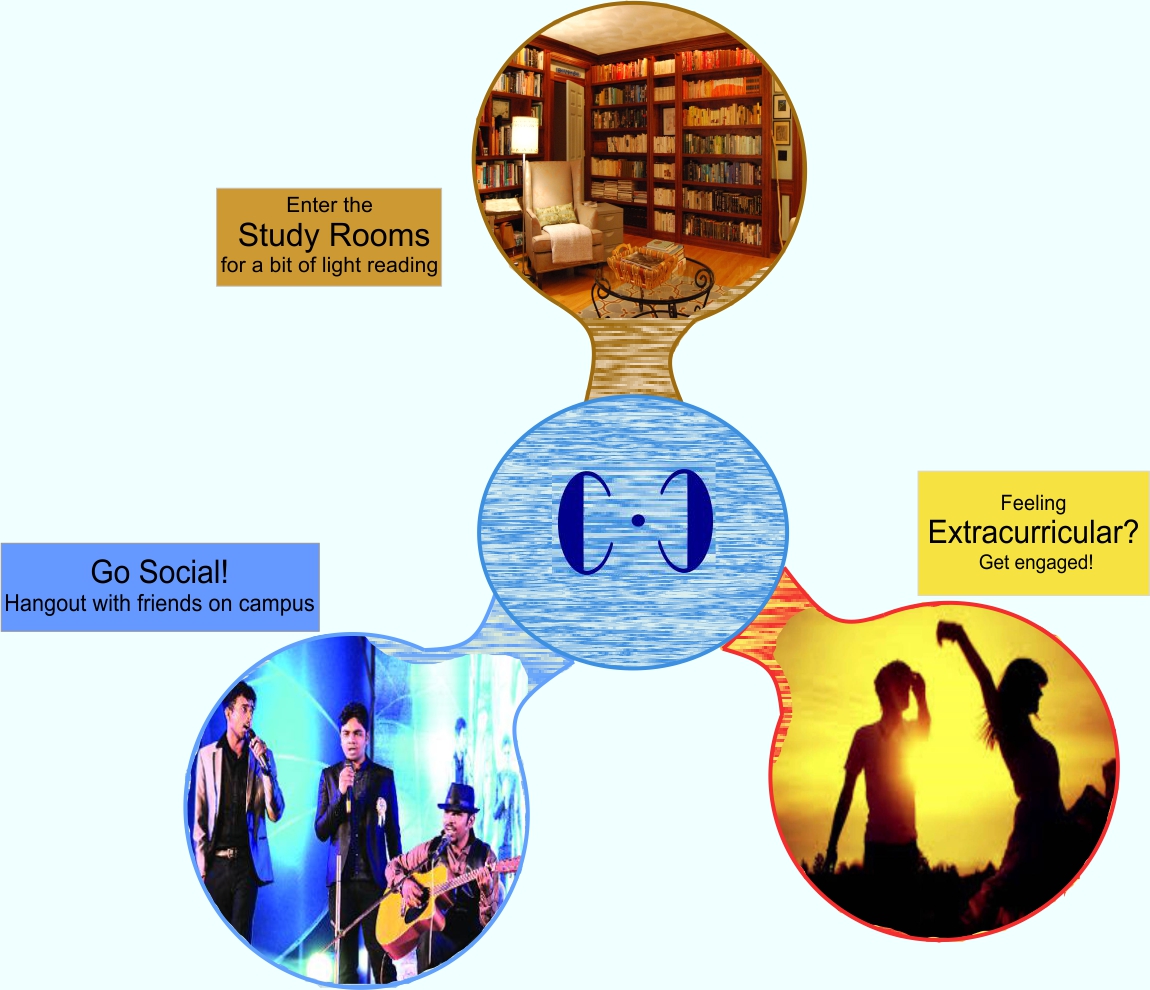 Enter the
Study Rooms
for a bit of light reading
Feeling
Extracurricular?
Get engaged!
Go Social!
Hangout with friends on campus